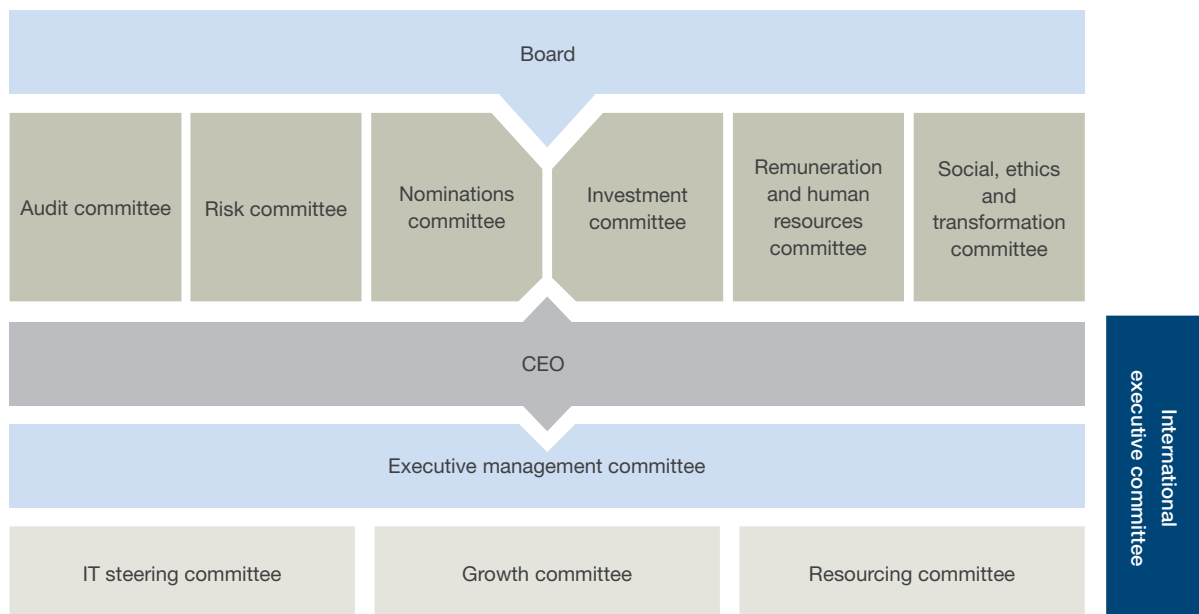 Board
Audit committee
Risk committee
Nominations
committee
Investment
committee
Remuneration
and human
resources
committee
Social, ethics
and
transformation
committee
CEO
Executive management committee
IT steering committee
Growth committee
Resourcing committee
International
executive committee